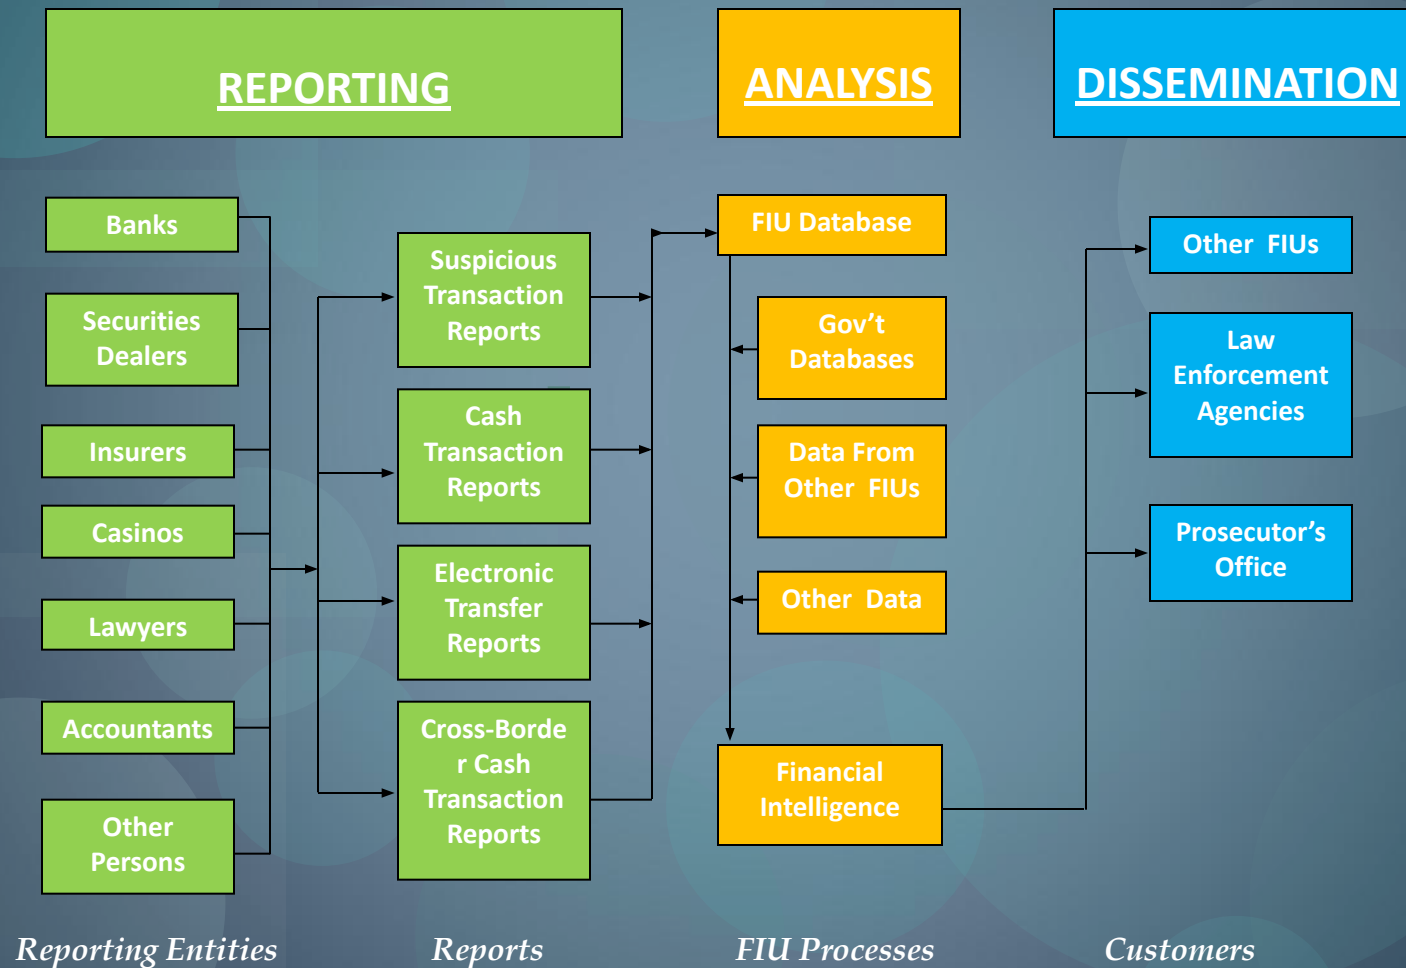 REPORTING
ANALYSIS
DISSEMINATION
Banks
Securities
Dealers
Insurers
Casinos
Lawyers
Accountants
Other
Persons
Suspicious
Transaction
Reports
Cash
Transaction
Reports
Electronic
Transfer
Reports
Cross-Borde
r Cash
Transaction
Reports
FIU Database
Gov’t
Databases
Data From
Other FIUs
Other Data
Financial
Intelligence
Other FIUs
Law
Enforcement
Agencies
Prosecutor’s
Office
Reporting Entities
Reports
FIU Processes
Customers